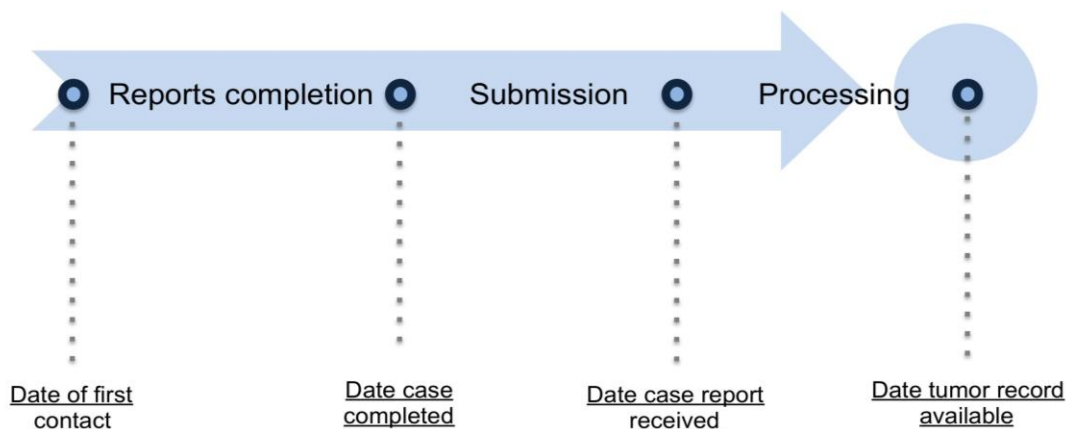 Reports completion
Submission
Processing
Date of first
contact
Date case
completed
Date case report
received
Date tumor record
available